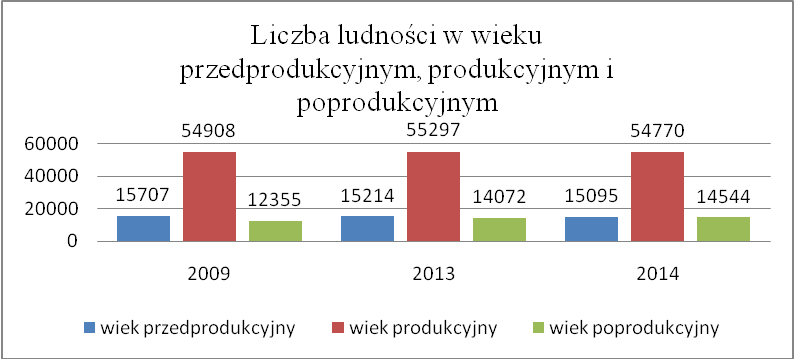 Liczba ludności w wieku
przedprodukcyjnym, produkcyjnym i
poprodukcyjnym
54908 55297 54770
60000
40000
15707 12355 15214 14072 15095 14544
20000
0
2009 2013 2014
wiek przedprodukcyjny wiek produkcyjny wiek poprodukcyjny